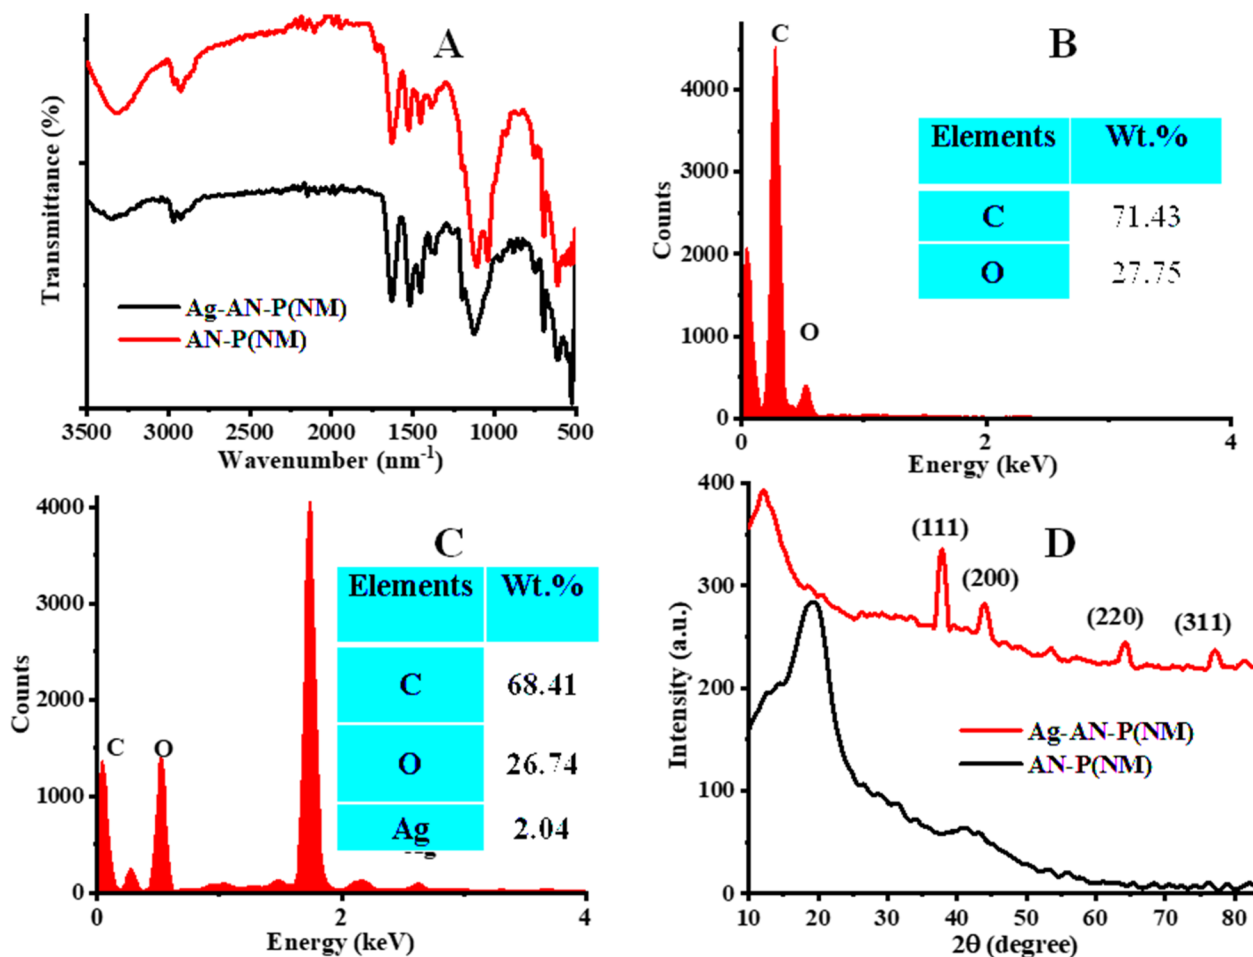 A
Transmittance (%)
Ag-AN-P(NM)
AN-P(NM)
3500 3000 2500 2000 1500 1000 500
Wavenumber (nm⁻¹)
B
C
O
Counts
4000
3000
2000
1000
0
Elements Wt.%
C 71.43
O 27.75
0 2 4
Energy (keV)
C
C O
Counts
4000
3000
2000
1000
0
Elements Wt.%
C 68.41
O 26.74
Ag 2.04
0 2 4
Energy (keV)
D
(111)
(200)
(220)
(311)
Intensity (a.u.)
400
300
200
100
0
Ag-AN-P(NM)
AN-P(NM)
10 20 30 40 50 60 70 80
2θ (degree)